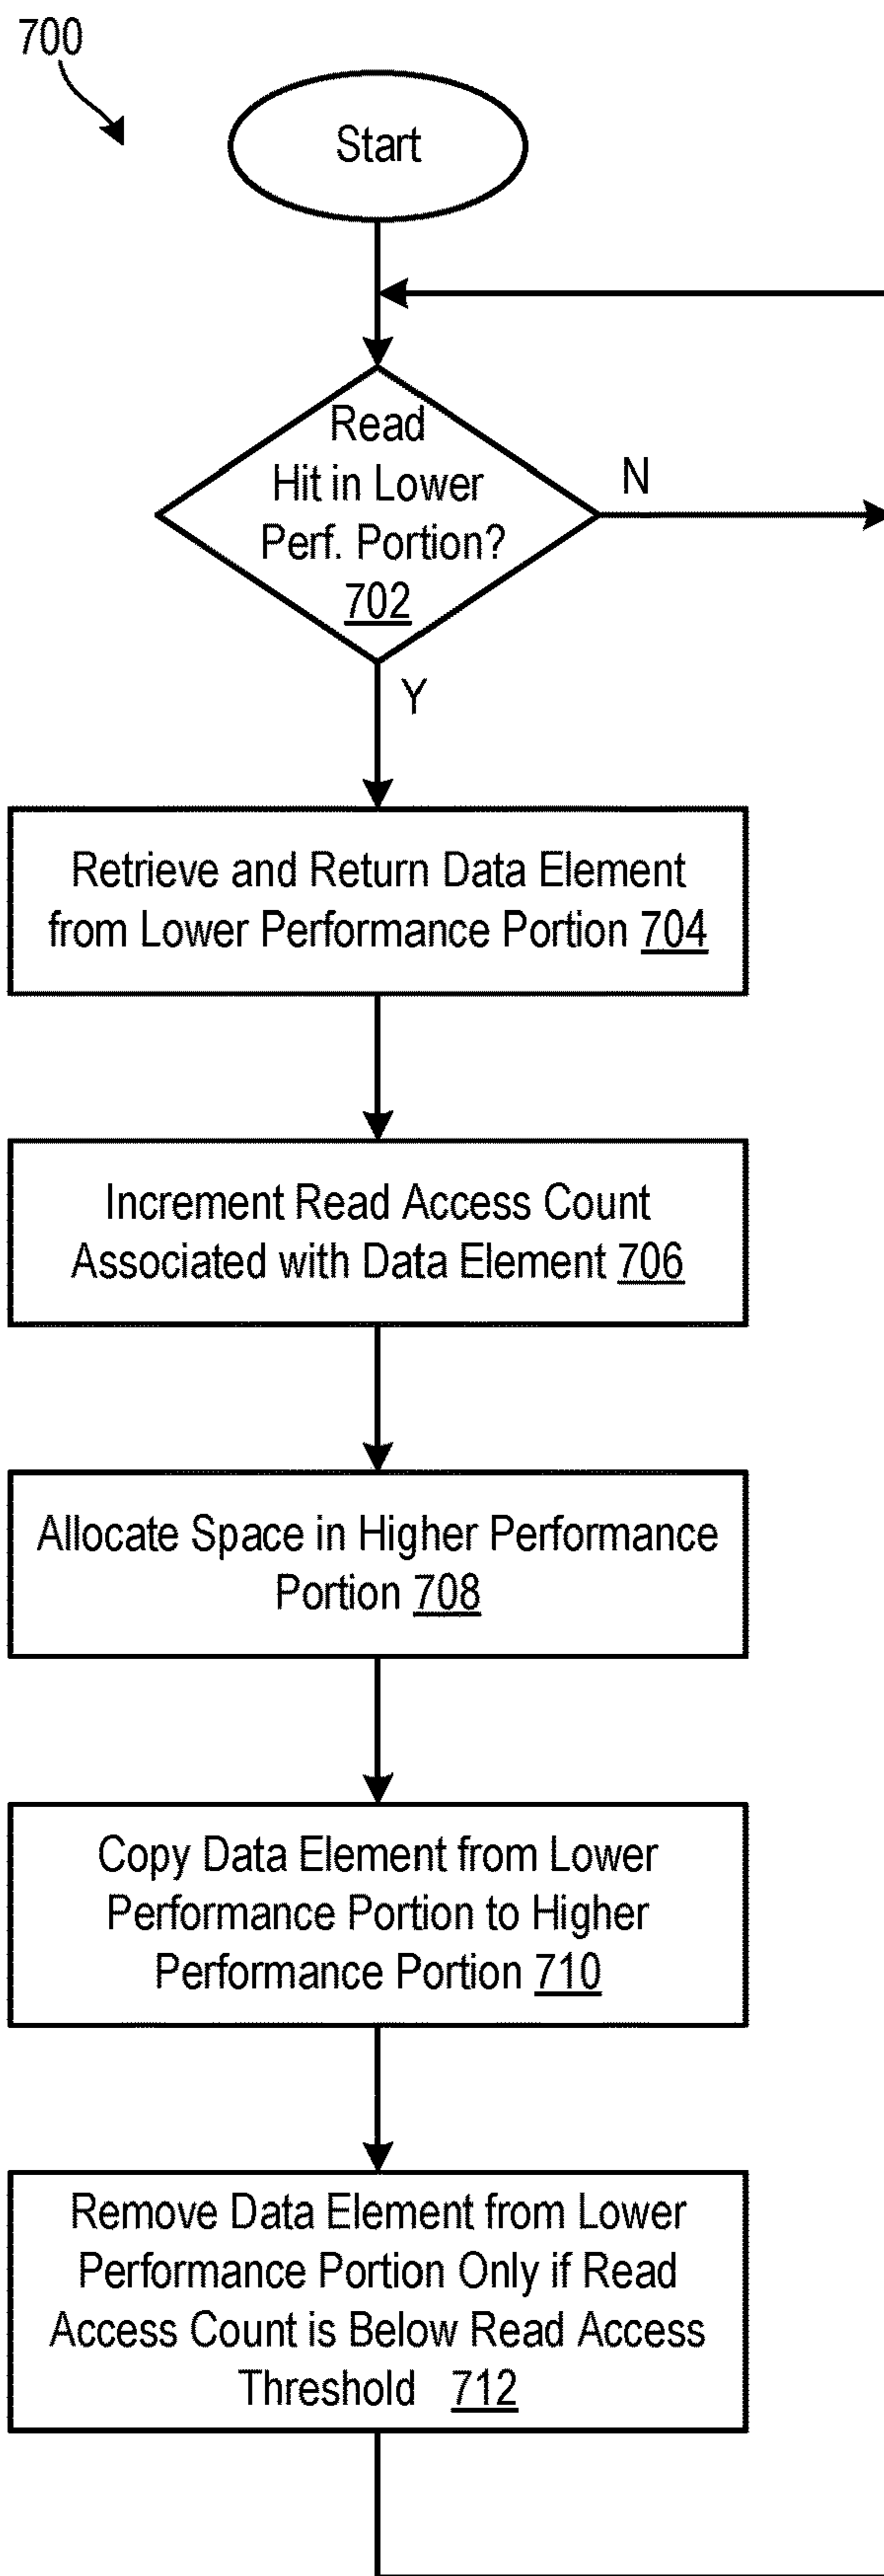 700
Start
Read
Hit in Lower
Perf. Portion?
702
N
Y
Retrieve and Return Data Element
from Lower Performance Portion 704
Increment Read Access Count
Associated with Data Element 706
Allocate Space in Higher Performance
Portion 708
Copy Data Element from Lower
Performance Portion to Higher
Performance Portion 710
Remove Data Element from Lower
Performance Portion Only if Read
Access Count is Below Read Access
Threshold 712